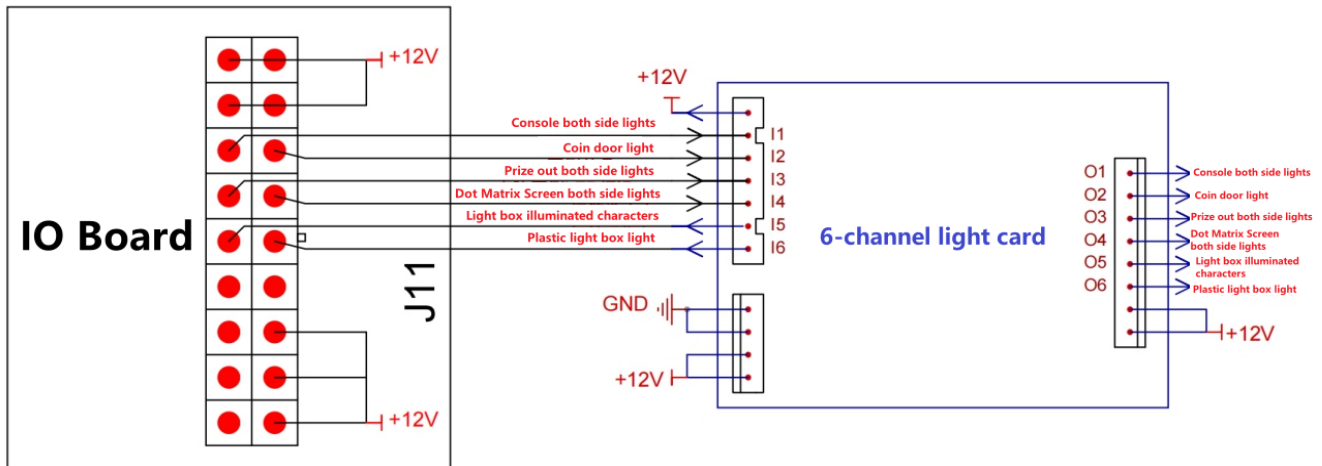 +12V
+12V
Console both side lights
I1
Coin door light
I2
Prize out both side lights
I3
Dot Matrix Screen both side lights
I4
Light box illuminated characters
I5
Plastic light box light
I6
IO Board
J11
+12V
GND
+12V
6-channel light card
O1
Console both side lights
O2
Coin door light
O3
Prize out both side lights
O4
Dot Matrix Screen
both side lights
O5
Light box illuminated
characters
O6
Plastic light box light
+12V